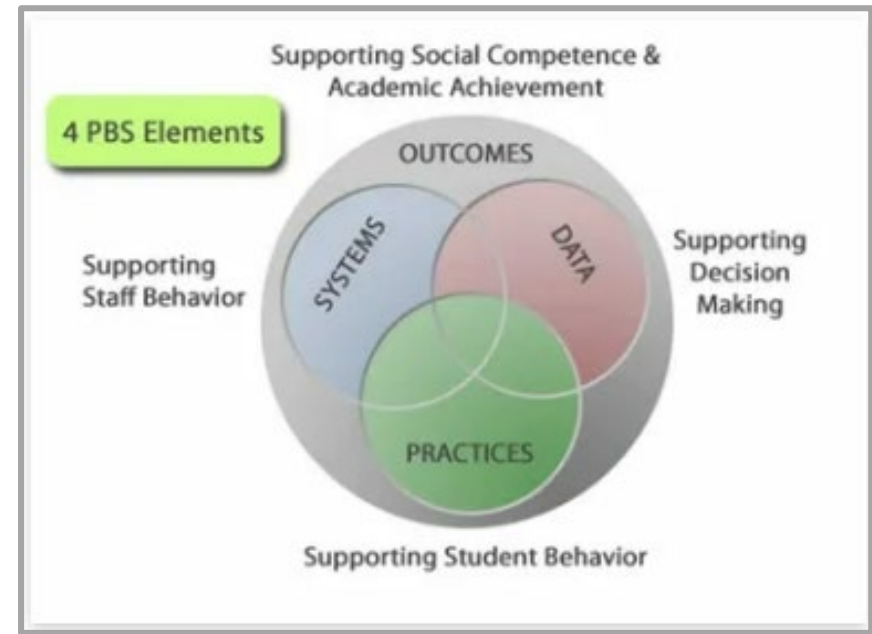 Supporting Social Competence &
Academic Achievement
4 PBS Elements
OUTCOMES
SYSTEMS
DATA
Supporting
Staff Behavior
Supporting
Decision
Making
PRACTICES
Supporting Student Behavior